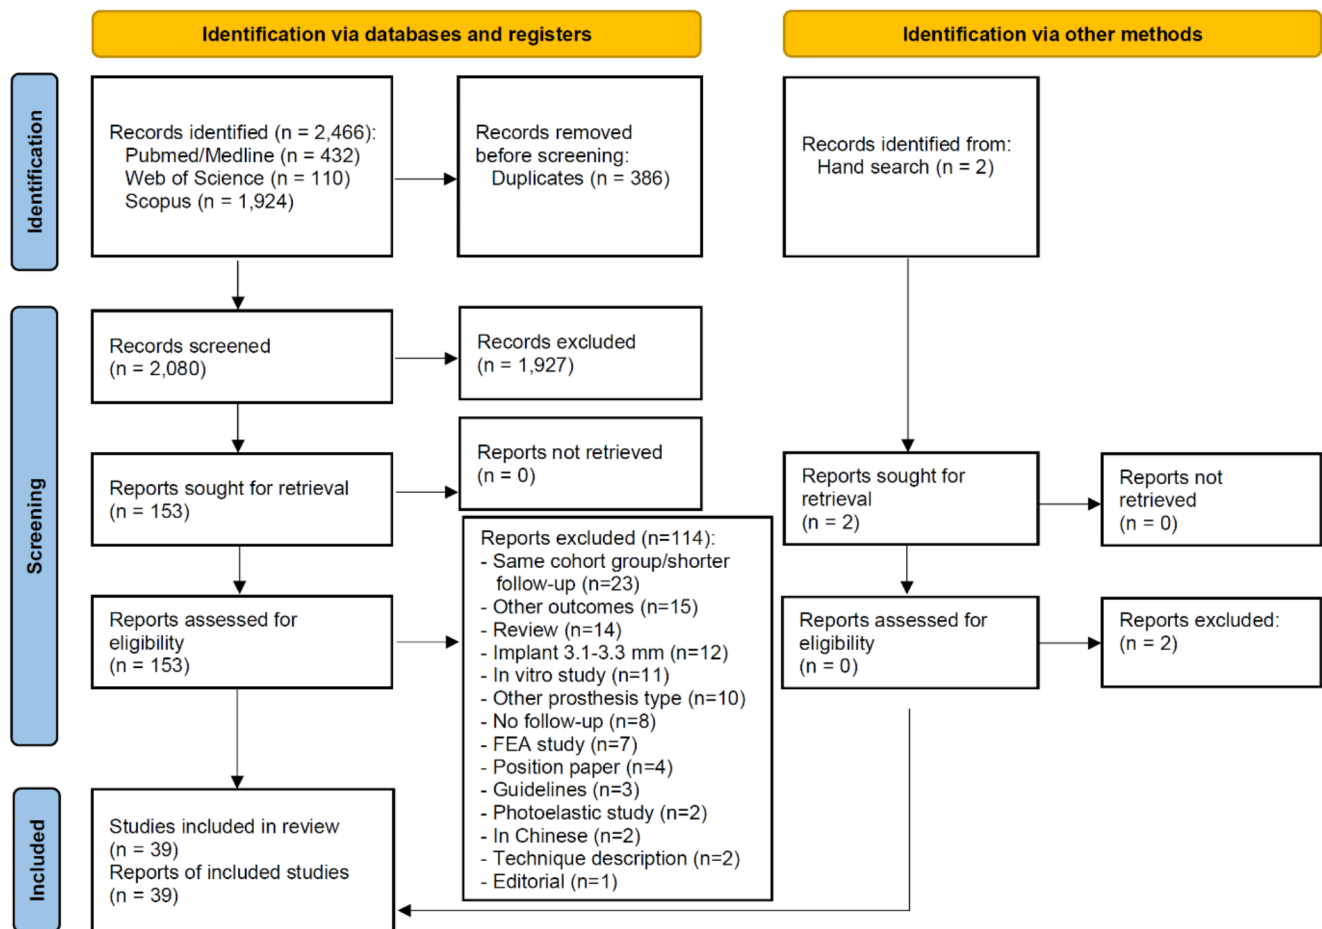 Identification via databases and registers
Identification via other methods
Identification
Records identified (n = 2,466):
Pubmed/Medline (n = 432)
Web of Science (n = 110)
Scopus (n = 1,924)
Records removed
before screening:
Duplicates (n = 386)
Records identified from:
Hand search (n = 2)
Screening
Records screened
(n = 2,080)
Records excluded
(n = 1,927)
Reports sought for retrieval
(n = 153)
Reports not retrieved
(n = 0)
Reports sought for
retrieval
(n = 2)
Reports not
retrieved
(n = 0)
Reports assessed for
eligibility
(n = 153)
Reports excluded (n=114):
- Same cohort group/shorter
follow-up (n=23)
- Other outcomes (n=15)
- Review (n=14)
- Implant 3.1-3.3 mm (n=12)
- In vitro study (n=11)
- Other prosthesis type (n=10)
- No follow-up (n=8)
- FEA study (n=7)
- Position paper (n=4)
- Guidelines (n=3)
- Photoelastic study (n=2)
- In Chinese (n=2)
- Technique description (n=2)
- Editorial (n=1)
Reports assessed for
eligibility
(n = 0)
Reports excluded:
(n = 2)
Included
Studies included in review
(n = 39)
Reports of included studies
(n = 39)